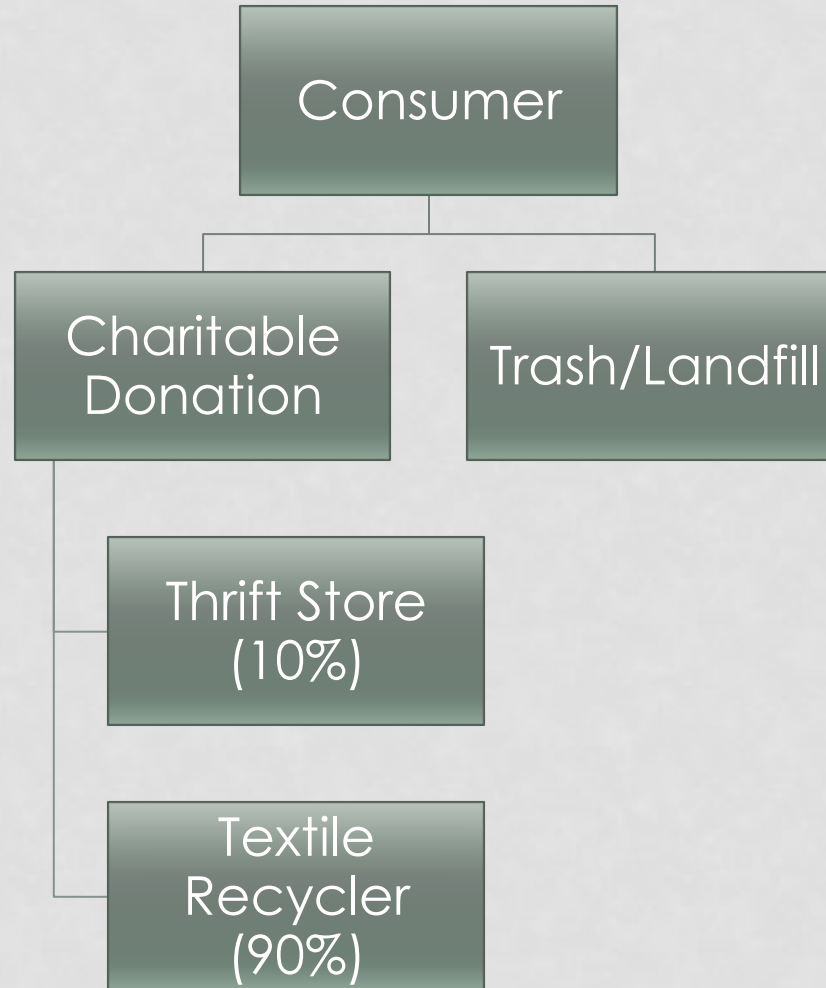 Consumer
Charitable
Donation
Trash/Landfill
Thrift Store
(10%)
Textile
Recycler
(90%)